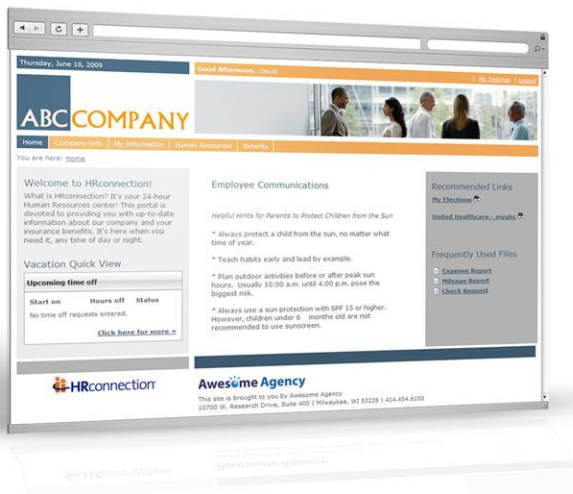 Thursday, June 18, 2009
Good Afternoon, David
| My Settings | Logout
ABCCOMPANY
Home Company Info My Information Human Resources Benefits
You are here: Home
Welcome to HRconnection!
What is HRconnection? It's your 24-hour
Human Resources center! This portal is
devoted to providing you with up-to-date
information about our company and your
insurance benefits. It's here when you
need it, any time of day or night.
Vacation Quick View
Upcoming time off
Start on Hours off Status
No time off requests entered.
Click here for more »
Employee Communications
Helpful Hints for Parents to Protect Children from the Sun
* Always protect a child from the sun, no matter what
time of year.
* Teach habits early and lead by example.
* Plan outdoor activities before or after peak sun
hours. Usually 10:00 a.m. until 4:00 p.m. pose the
biggest risk.
* Always use a sun protection with SPF 15 or higher.
However, children under 6 months old are not
recommended to use sunscreen.
Recommended Links
My Elections
United Healthcare - myuhc
Frequently Used Files
Expense Report
Mileage Report
Check Request
HRconnection
Awesome Agency
This site is brought to you by Awesome Agency
10700 W. Research Drive, Suite 400 | Milwaukee, WI 53226 | 414.454.6100